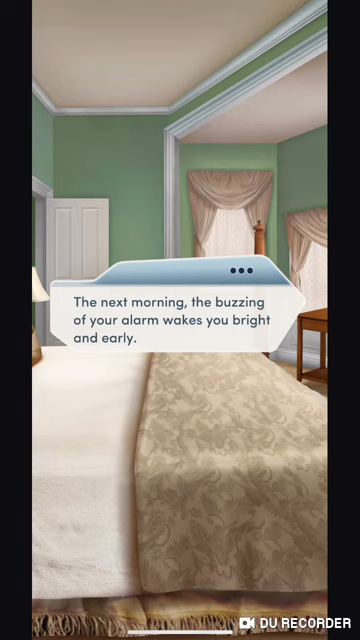 The next morning, the buzzing
of your alarm wakes you bright
and early.
DU RECORDER